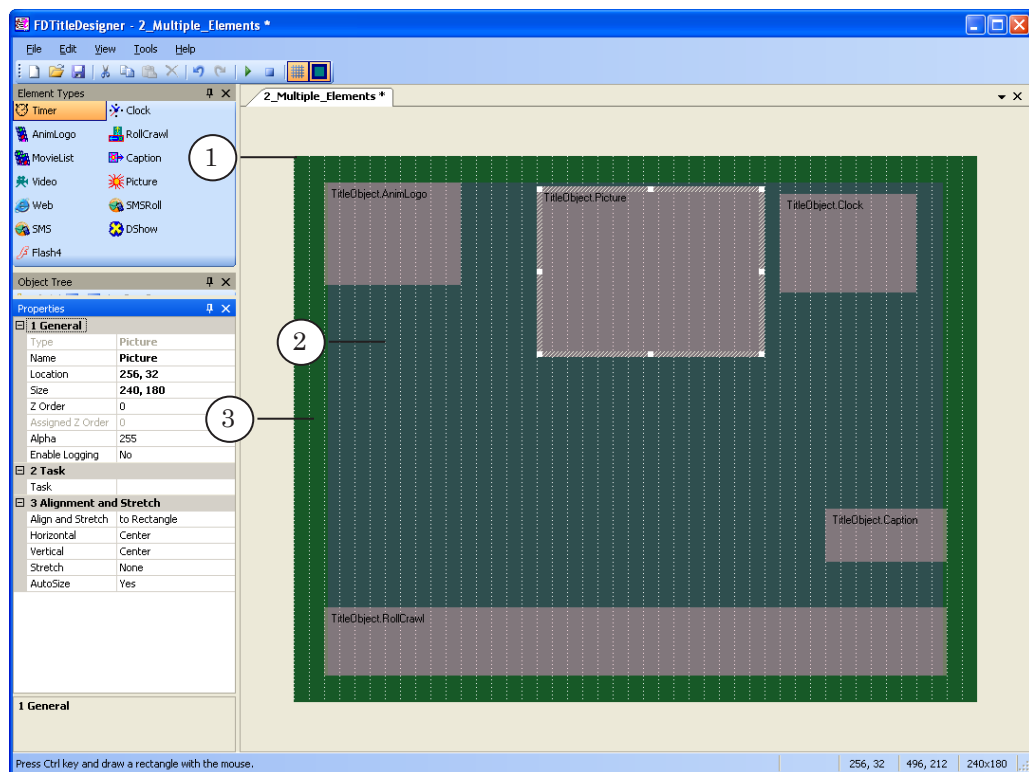 FDTitleDesigner - 2_Multiple_Elements *
File Edit View Tools Help
Element Types
2_Multiple_Elements *
Timer Clock
AnimLogo RollCrawl
MovieList Caption
Video Picture
Web SMSRoll
SMS DShow
Flash4
Object Tree
Properties
1 General
Type Picture
Name Picture
Location 256, 32
Size 240, 180
Z Order 0
Assigned Z Order 0
Alpha 255
Enable Logging No
2 Task
Task
3 Alignment and Stretch
Align and Stretch to Rectangle
Horizontal Center
Vertical Center
Stretch None
AutoSize Yes
1 General
1
2
3
TitleObject.AnimLogo
TitleObject.Picture
TitleObject.Clock
TitleObject.Caption
TitleObject.RollCrawl
Press Ctrl key and draw a rectangle with the mouse.
256, 32 496, 212 240x180